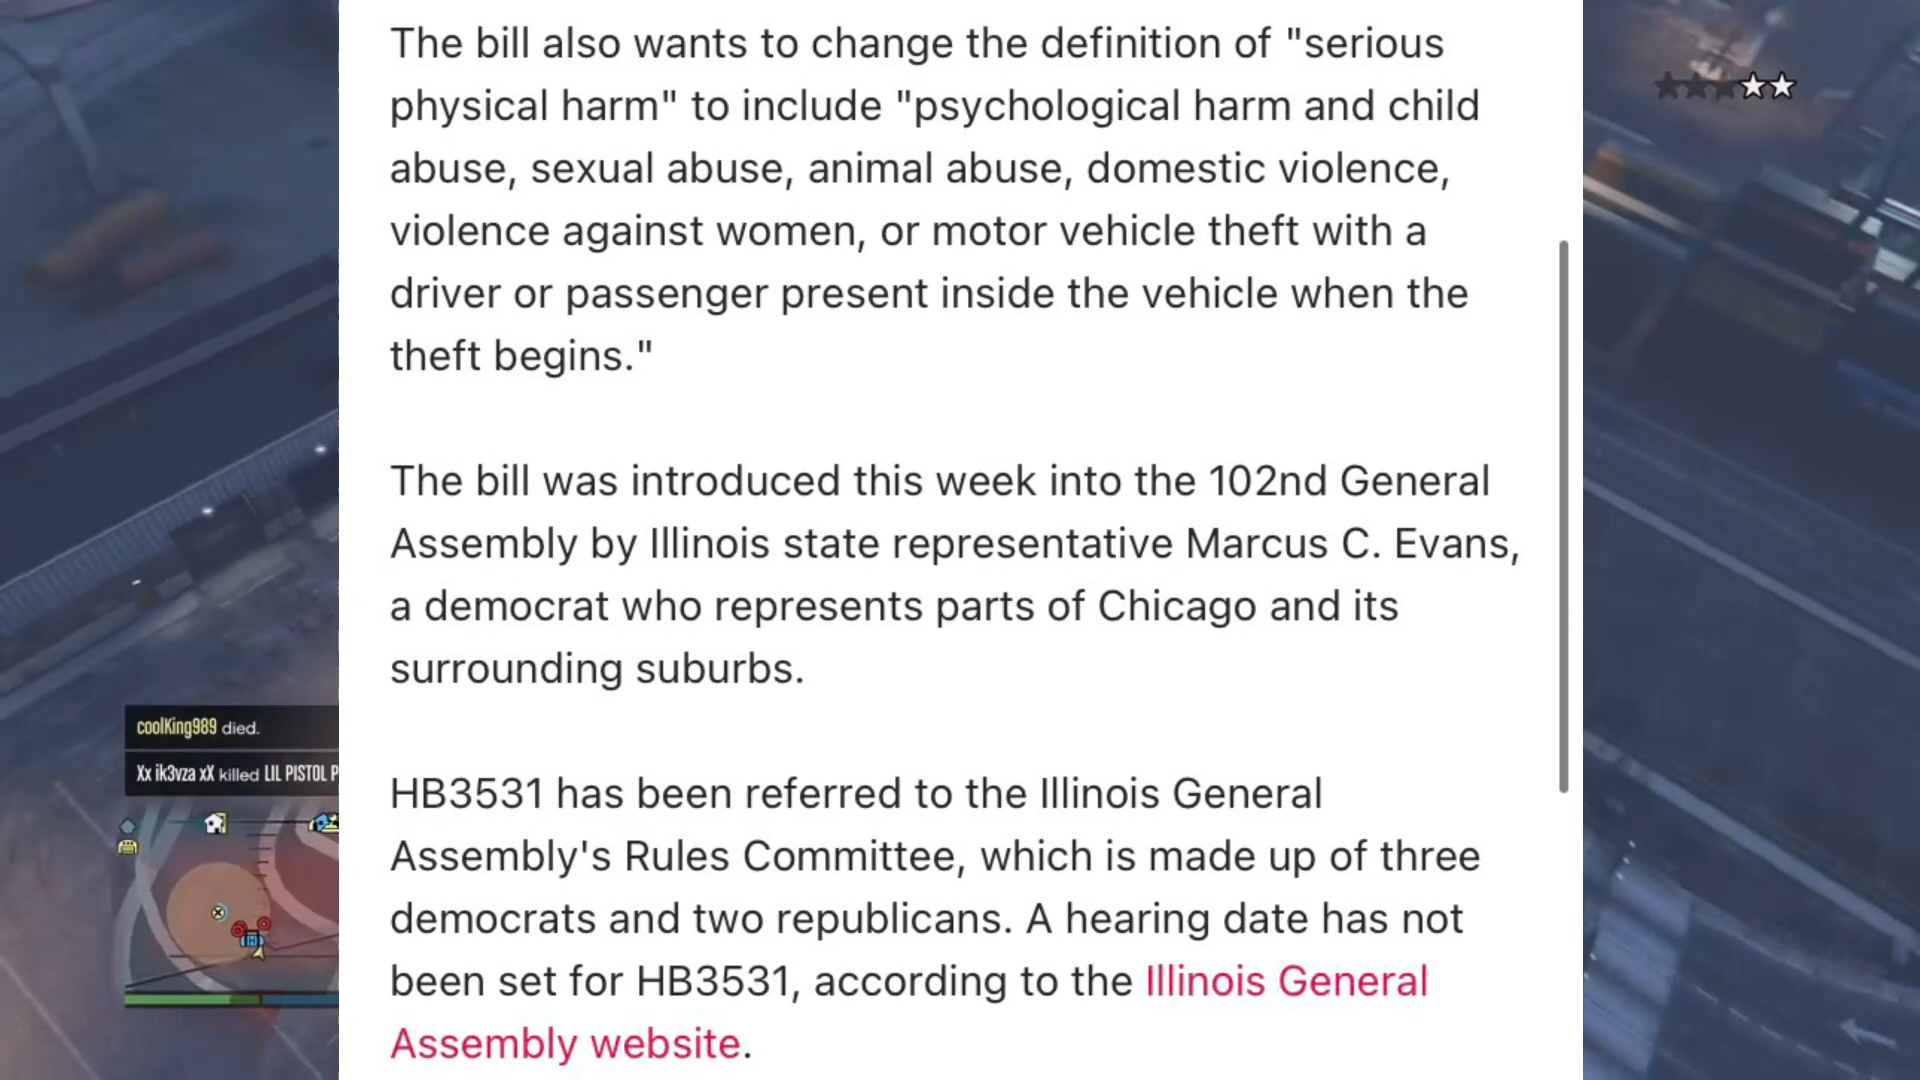 The bill also wants to change the definition of "serious
physical harm" to include "psychological harm and child
abuse, sexual abuse, animal abuse, domestic violence,
violence against women, or motor vehicle theft with a
driver or passenger present inside the vehicle when the
theft begins."
The bill was introduced this week into the 102nd General
Assembly by Illinois state representative Marcus C. Evans,
a democrat who represents parts of Chicago and its
surrounding suburbs.
HB3531 has been referred to the Illinois General
Assembly's Rules Committee, which is made up of three
democrats and two republicans. A hearing date has not
been set for HB3531, according to the Illinois General
Assembly website.
coolKing989 died.
Xx ik3vza xX killed LIL PISTOL P